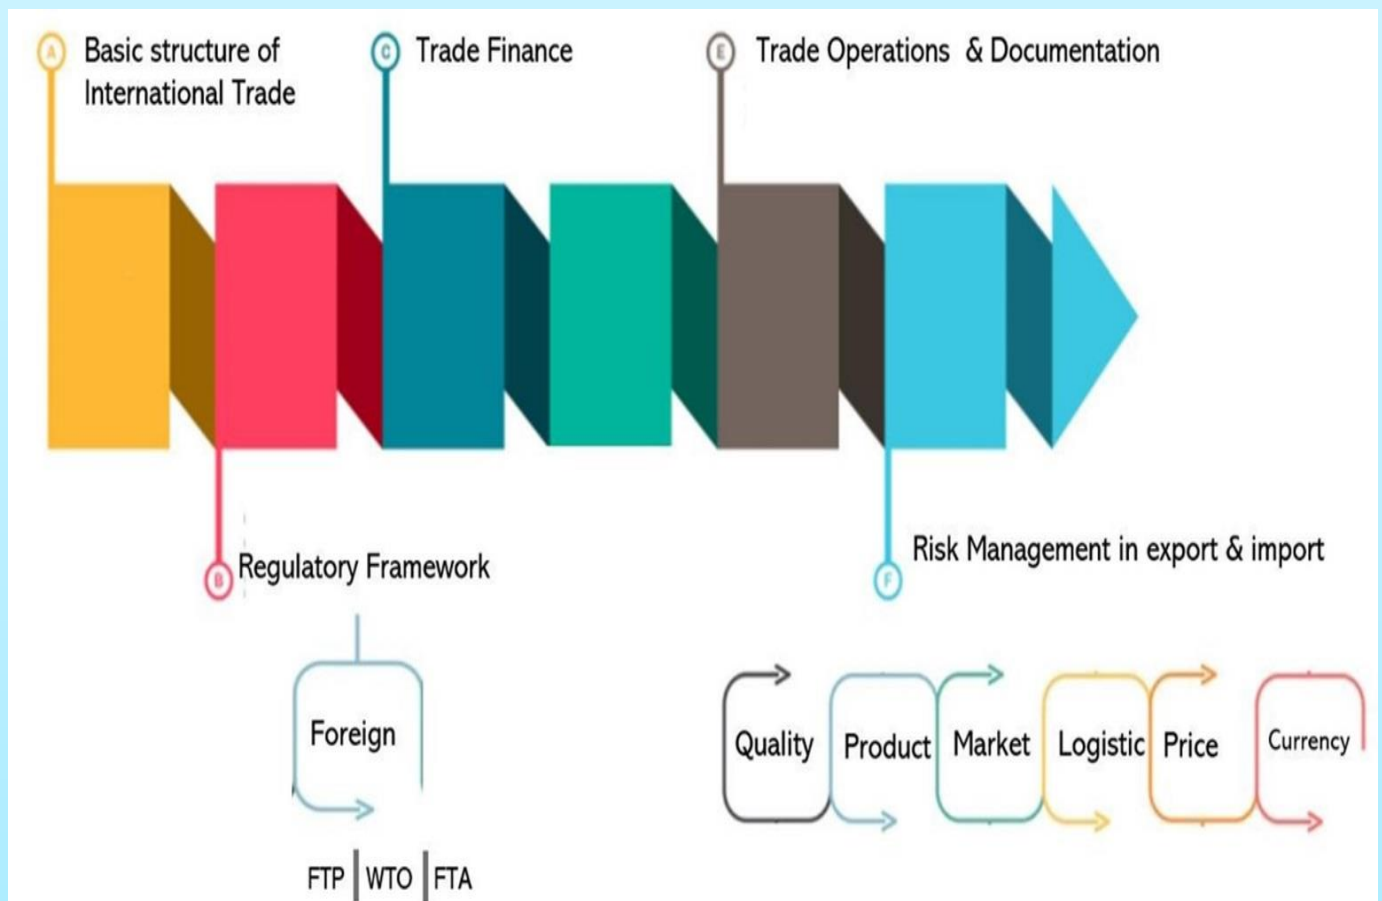 A Basic structure of
International Trade
C Trade Finance
E Trade Operations & Documentation
B Regulatory Framework
F Risk Management in export & import
Foreign
FTP | WTO | FTA
Quality
Product
Market
Logistic
Price
Currency